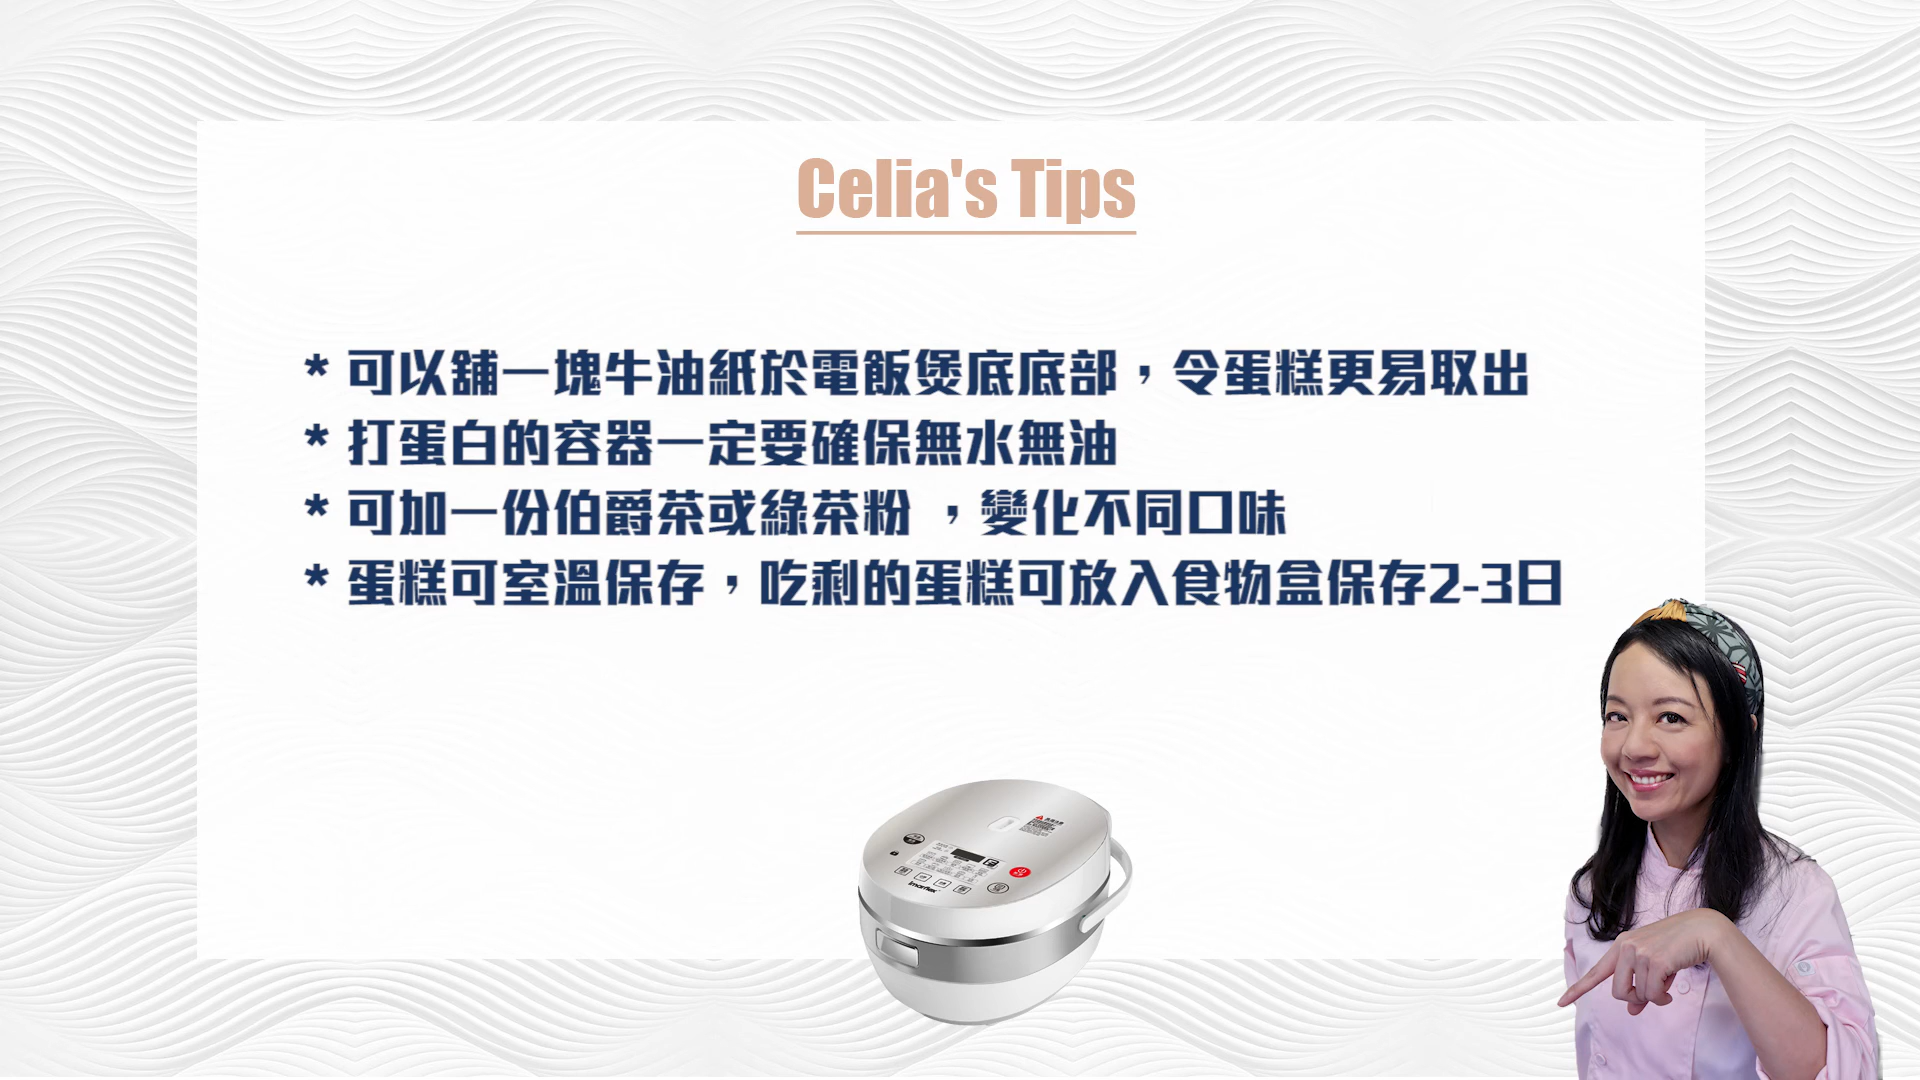 Celia's Tips
* 可以舖一塊牛油紙於電飯煲底底部，令蛋糕更易取出
* 打蛋白的容器一定要確保無水無油
* 可加一份伯爵茶或綠茶粉 ，變化不同口味
* 蛋糕可室溫保存，吃剩的蛋糕可放入食物盒保存2-3日
imarflex